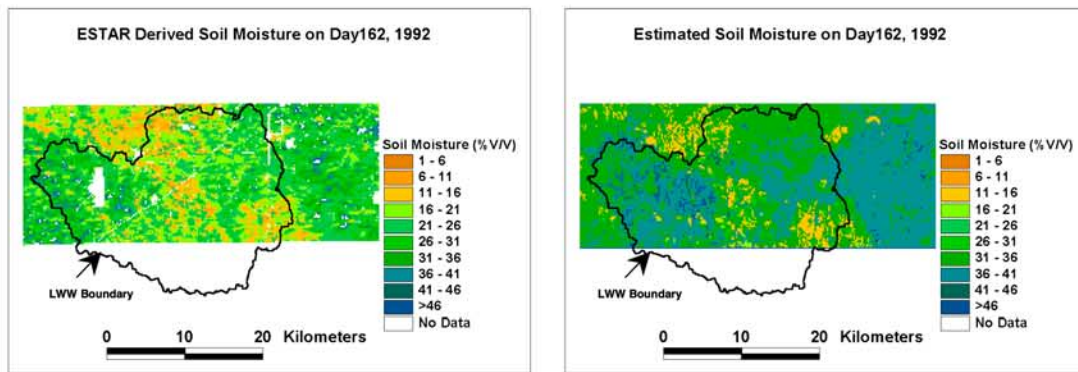 ESTAR Derived Soil Moisture on Day162, 1992
Soil Moisture (%V/V)
1 - 6
6 - 11
11 - 16
16 - 21
21 - 26
26 - 31
31 - 36
36 - 41
41 - 46
>46
No Data
LWW Boundary
10 0 10 20 Kilometers
Estimated Soil Moisture on Day162, 1992
Soil Moisture (%V/V)
1 - 6
6 - 11
11 - 16
16 - 21
21 - 26
26 - 31
31 - 36
36 - 41
41 - 46
>46
No Data
LWW Boundary
10 0 10 20 Kilometers